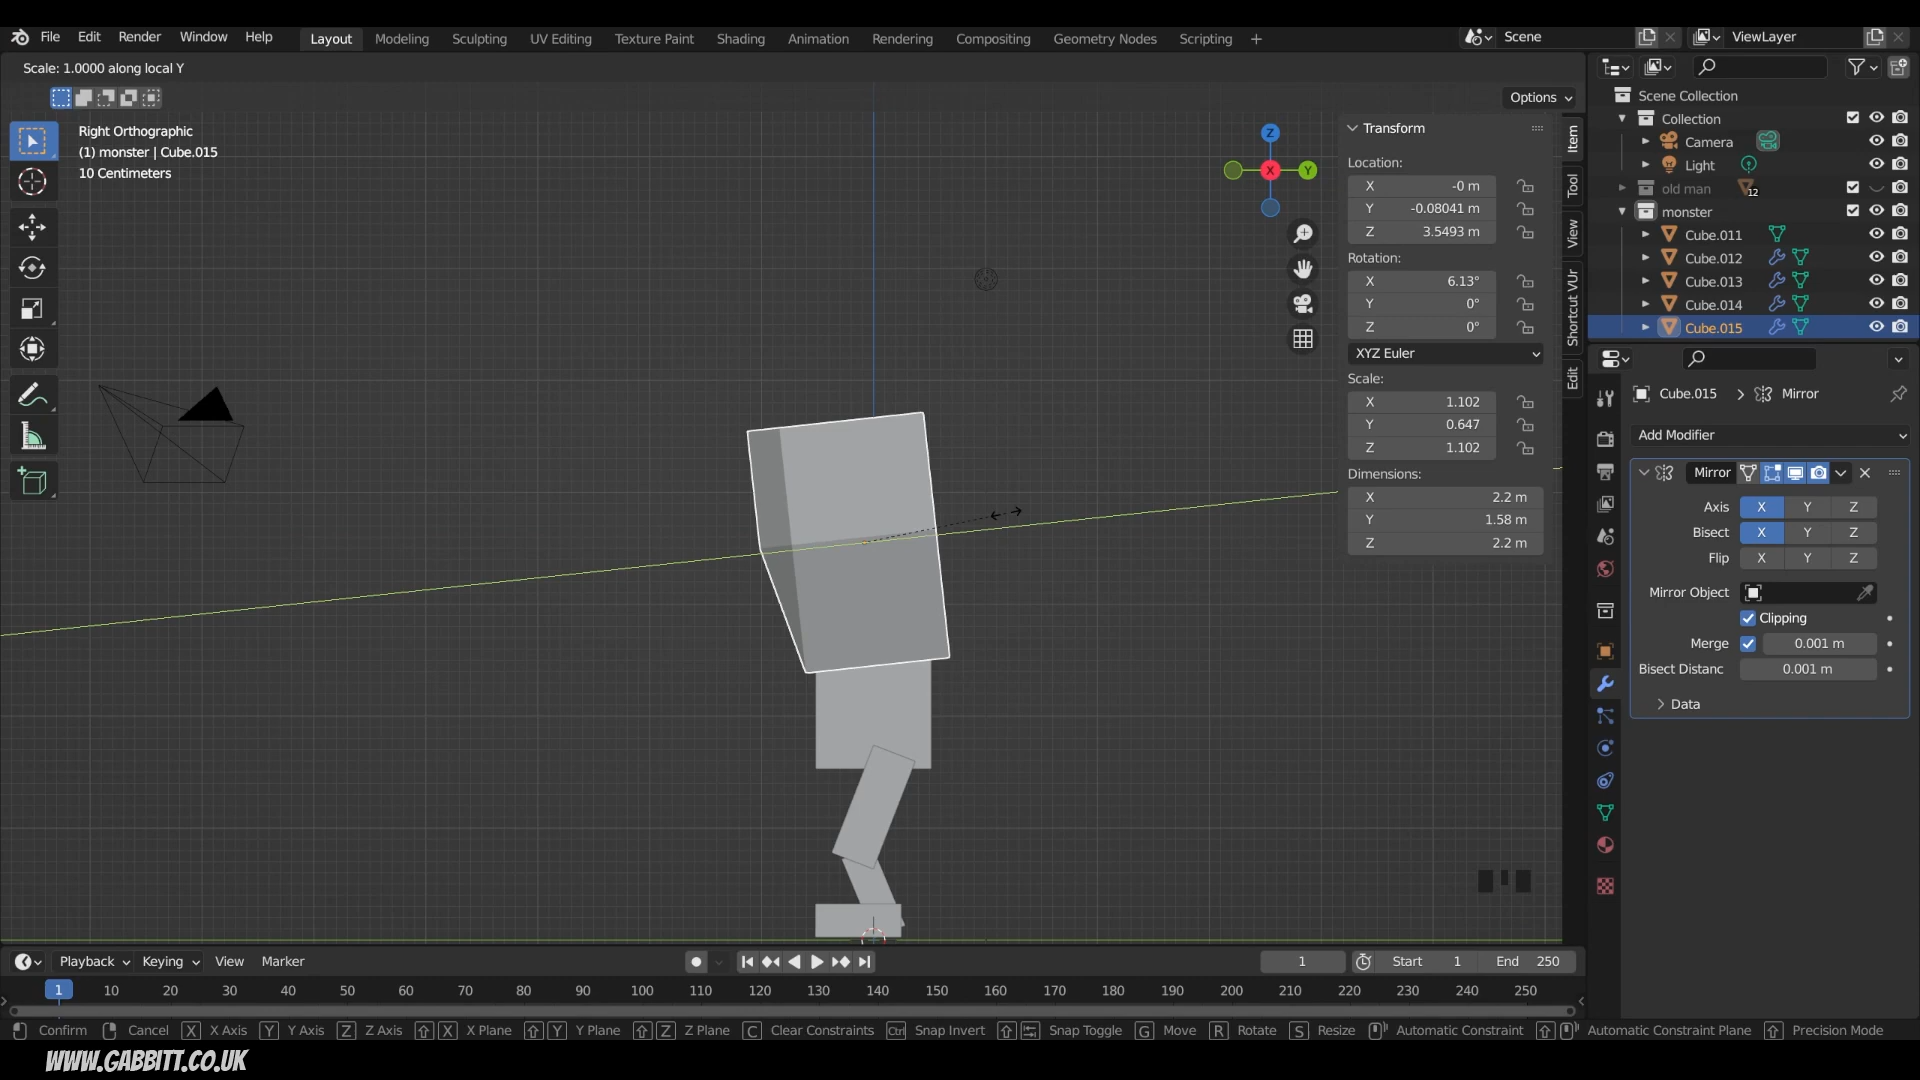 File Edit Render Window Help Layout Modeling Sculpting UV Editing Texture Paint Shading Animation Rendering Compositing Geometry Nodes Scripting + Scene ViewLayer
Scale: 1.0000 along local Y
Options
Right Orthographic
(1) monster | Cube.015
10 Centimeters
Z
X
Y
Transform
Location:
X -0 m
Y -0.08041 m
Z 3.5493 m
Rotation:
X 6.13°
Y 0°
Z 0°
XYZ Euler
Scale:
X 1.102
Y 0.647
Z 1.102
Dimensions:
X 2.2 m
Y 1.58 m
Z 2.2 m
Item
Tool
View
Shortcut VUr
Edit
Scene Collection
Collection
Camera
Light
old man 12
monster
Cube.011
Cube.012
Cube.013
Cube.014
Cube.015
Cube.015 > Mirror
Add Modifier
Mirror
Axis X Y Z
Bisect X Y Z
Flip X Y Z
Mirror Object
Clipping
Merge 0.001 m
Bisect Distanc 0.001 m
Data
Playback Keying View Marker 1 Start 1 End 250
1 10 20 30 40 50 60 70 80 90 100 110 120 130 140 150 160 170 180 190 200 210 220 230 240 250
Confirm Cancel X X Axis Y Y Axis Z Z Axis X X Plane Y Y Plane Z Z Plane C Clear Constraints Ctrl Snap Invert Snap Toggle G Move R Rotate S Resize Automatic Constraint Automatic Constraint Plane Precision Mode
WWW.GABBITT.CO.UK